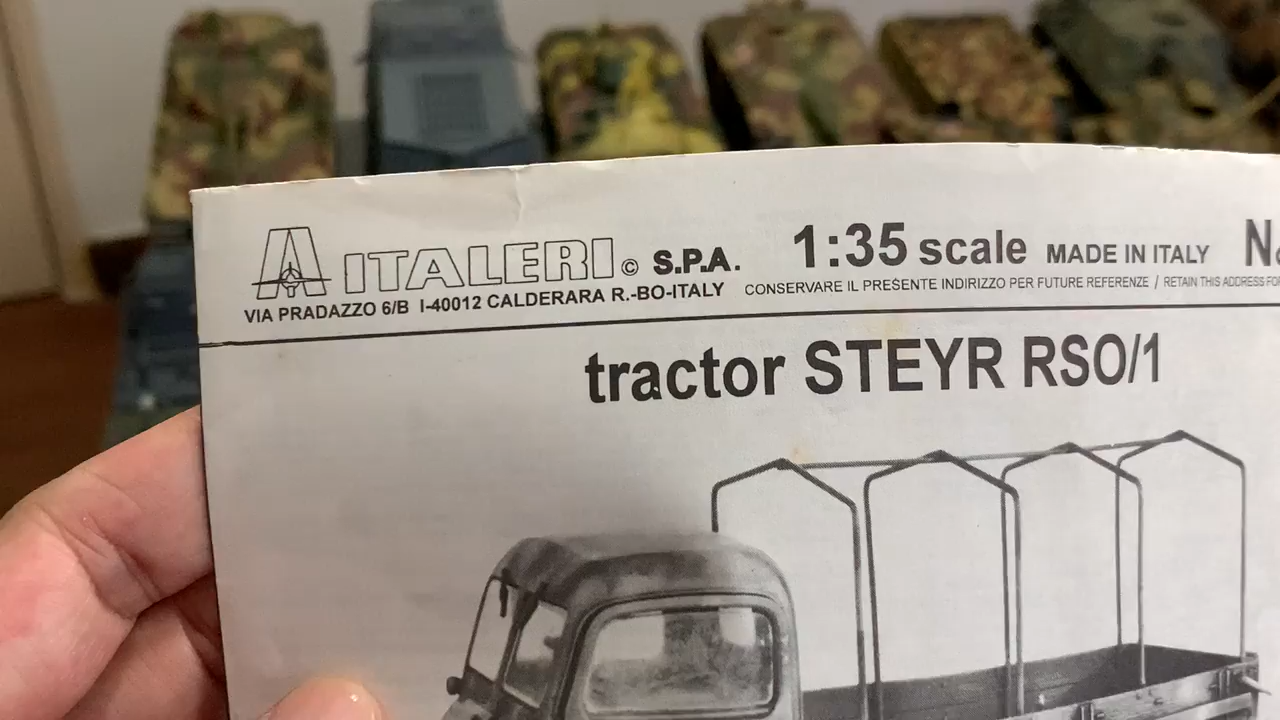 ITALERI © S.P.A. 1:35 scale MADE IN ITALY
VIA PRADAZZO 6/B I-40012 CALDERARA R.-BO-ITALY CONSERVARE IL PRESENTE INDIRIZZO PER FUTURE REFERENZE / RETAIN THIS ADDRESS FOR
tractor STEYR RSO/1